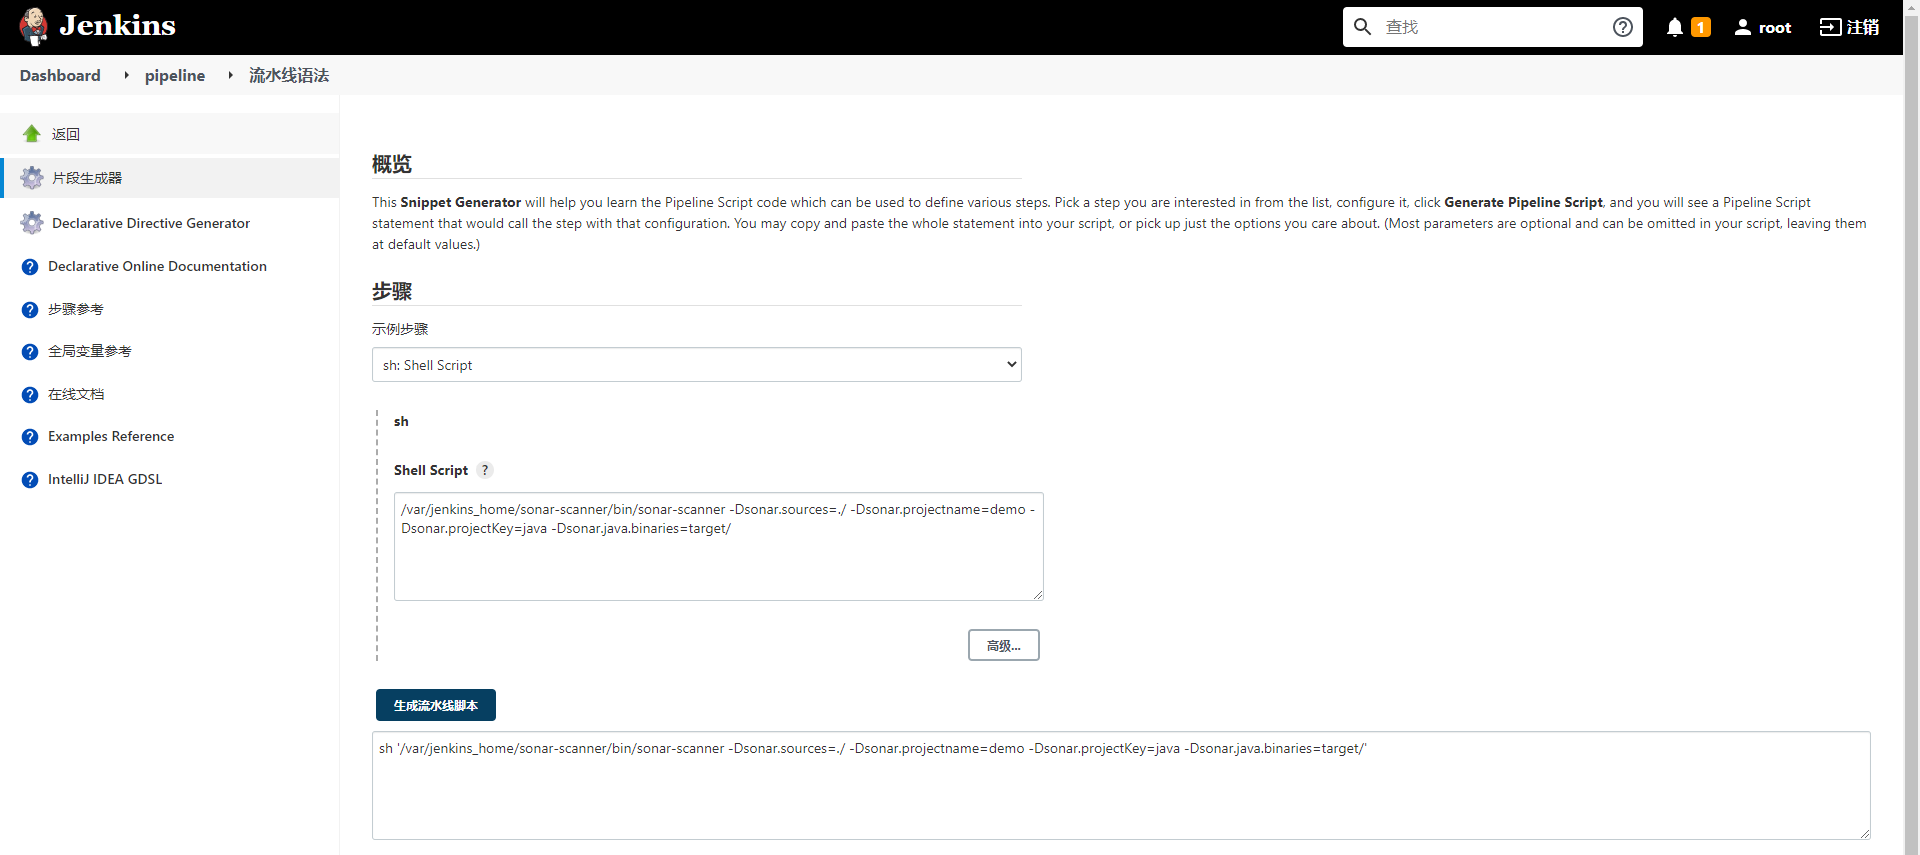 Jenkins
查找
1
root
注销
Dashboard
pipeline
流水线语法
返回
片段生成器
Declarative Directive Generator
Declarative Online Documentation
步骤参考
全局变量参考
在线文档
Examples Reference
IntelliJ IDEA GDSL
概览
This Snippet Generator will help you learn the Pipeline Script code which can be used to define various steps. Pick a step you are interested in from the list, configure it, click Generate Pipeline Script, and you will see a Pipeline Script
statement that would call the step with that configuration. You may copy and paste the whole statement into your script, or pick up just the options you care about. (Most parameters are optional and can be omitted in your script, leaving them
at default values.)
步骤
示例步骤
sh: Shell Script
sh
Shell Script ?
/var/jenkins_home/sonar-scanner/bin/sonar-scanner -Dsonar.sources=./ -Dsonar.projectname=demo -
Dsonar.projectKey=java -Dsonar.java.binaries=target/
高级...
生成流水线脚本
sh '/var/jenkins_home/sonar-scanner/bin/sonar-scanner -Dsonar.sources=./ -Dsonar.projectname=demo -Dsonar.projectKey=java -Dsonar.java.binaries=target/'